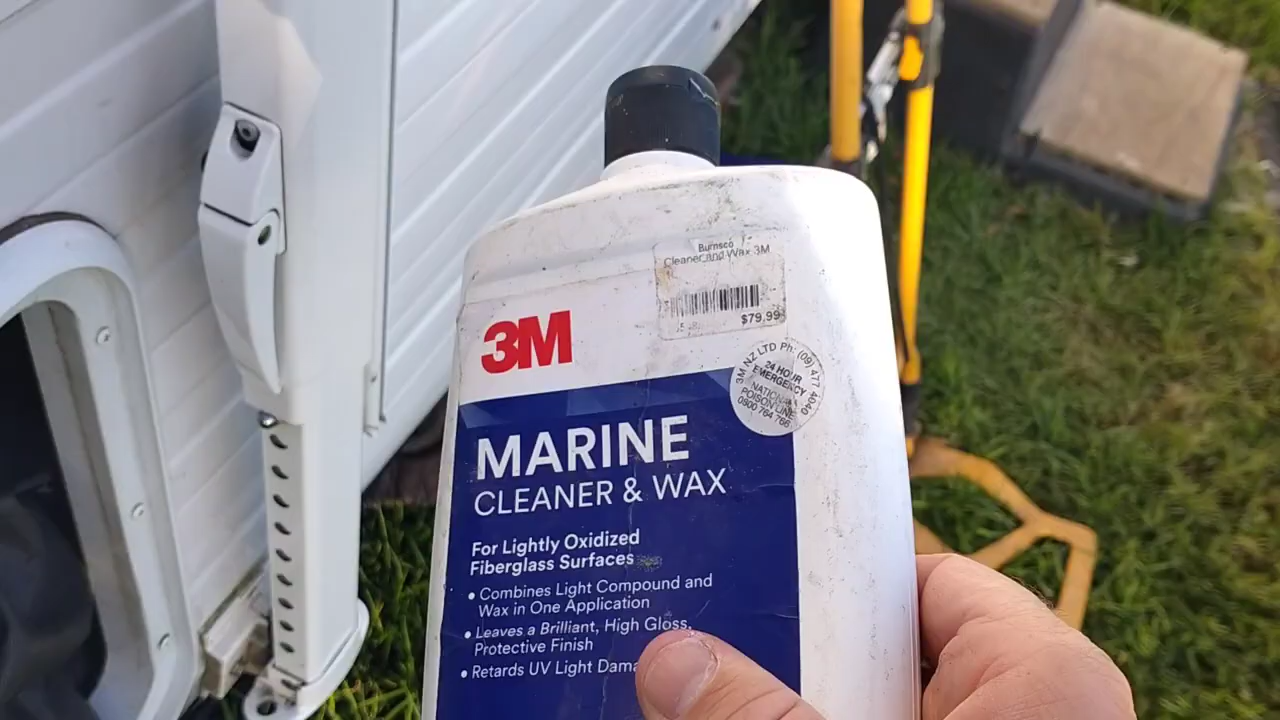 Burnsco
Cleaner and Wax 3M
$79.99
3M
3M NZ LTD Ph: (09) 477 4040
24 HOUR
EMERGENCY
NATIONAL
POISON LINE
0800 764 766
MARINE
CLEANER & WAX
For Lightly Oxidized
Fiberglass Surfaces
• Combines Light Compound and
Wax in One Application
• Leaves a Brilliant, High Gloss,
Protective Finish
• Retards UV Light Dama